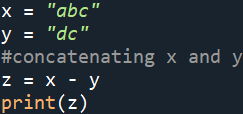 x = "abc"
y = "dc"
#concatenating x and y
z = x - y
print(z)